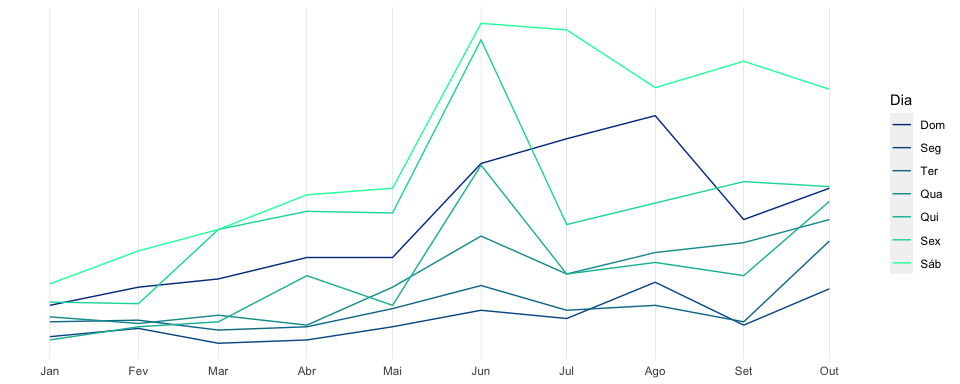 Dia
Dom
Seg
Ter
Qua
Qui
Sex
Sáb
Jan Fev Mar Abr Mai Jun Jul Ago Set Out